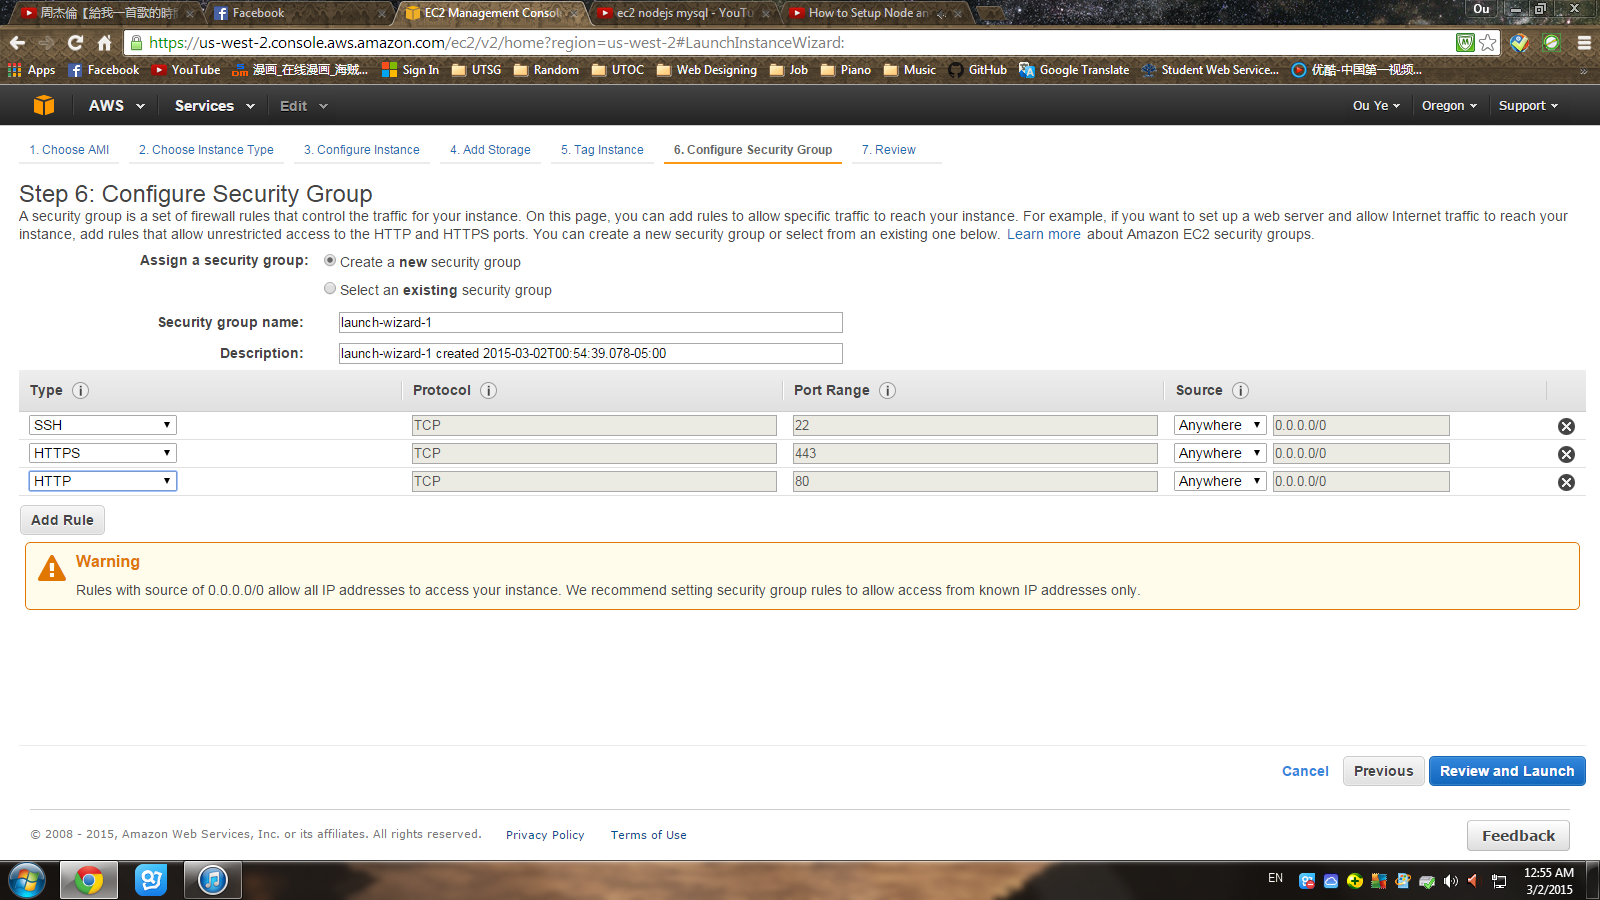 周杰倫【給我一首歌的時
Facebook
EC2 Management Consol
ec2 nodejs mysql - YouTu
How to Setup Node an
Ou
https://us-west-2.console.aws.amazon.com/ec2/v2/home?region=us-west-2#LaunchInstanceWizard:
Apps
Facebook
YouTube
漫画_在线漫画_海贼...
Sign In
UTSG
Random
UTOC
Web Designing
Job
Piano
Music
GitHub
Google Translate
Student Web Service...
优酷-中国第一视频...
AWS
Services
Edit
Ou Ye
Oregon
Support
1. Choose AMI
2. Choose Instance Type
3. Configure Instance
4. Add Storage
5. Tag Instance
6. Configure Security Group
7. Review
Step 6: Configure Security Group
A security group is a set of firewall rules that control the traffic for your instance. On this page, you can add rules to allow specific traffic to reach your instance. For example, if you want to set up a web server and allow Internet traffic to reach your
instance, add rules that allow unrestricted access to the HTTP and HTTPS ports. You can create a new security group or select from an existing one below. Learn more about Amazon EC2 security groups.
Assign a security group:
Create a new security group
Select an existing security group
Security group name:
launch-wizard-1
Description:
launch-wizard-1 created 2015-03-02T00:54:39.078-05:00
Type
Protocol
Port Range
Source
SSH
TCP
22
Anywhere
0.0.0.0/0
HTTPS
TCP
443
Anywhere
0.0.0.0/0
HTTP
TCP
80
Anywhere
0.0.0.0/0
Add Rule
Warning
Rules with source of 0.0.0.0/0 allow all IP addresses to access your instance. We recommend setting security group rules to allow access from known IP addresses only.
Cancel
Previous
Review and Launch
© 2008 - 2015, Amazon Web Services, Inc. or its affiliates. All rights reserved.
Privacy Policy
Terms of Use
Feedback
EN
12:55 AM
3/2/2015